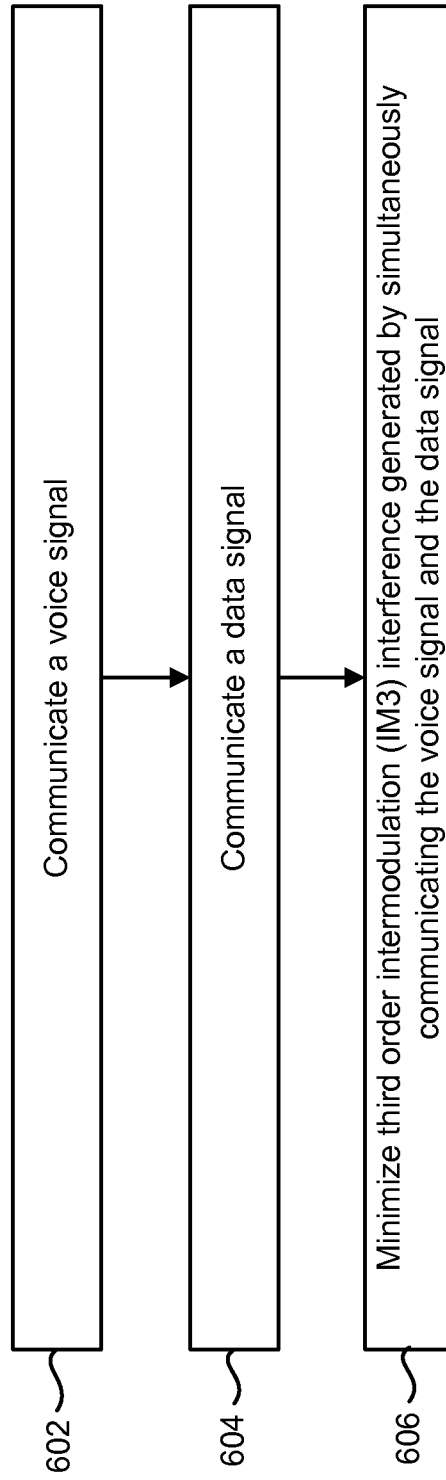 602
Communicate a voice signal
604
Communicate a data signal
606
Minimize third order intermodulation (IM3) interference generated by simultaneously
communicating the voice signal and the data signal